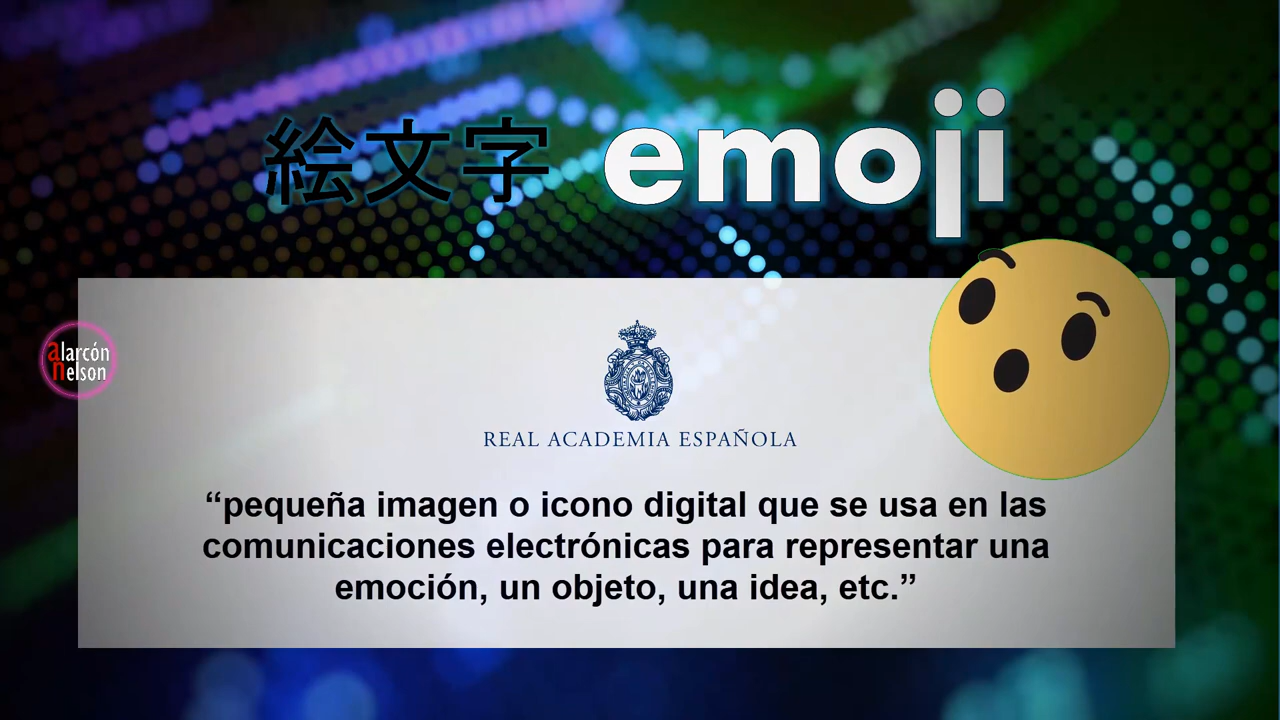 絵文字 emoji
alarcón
nelson
REAL ACADEMIA ESPAÑOLA
“pequeña imagen o icono digital que se usa en las
comunicaciones electrónicas para representar una
emoción, un objeto, una idea, etc.”